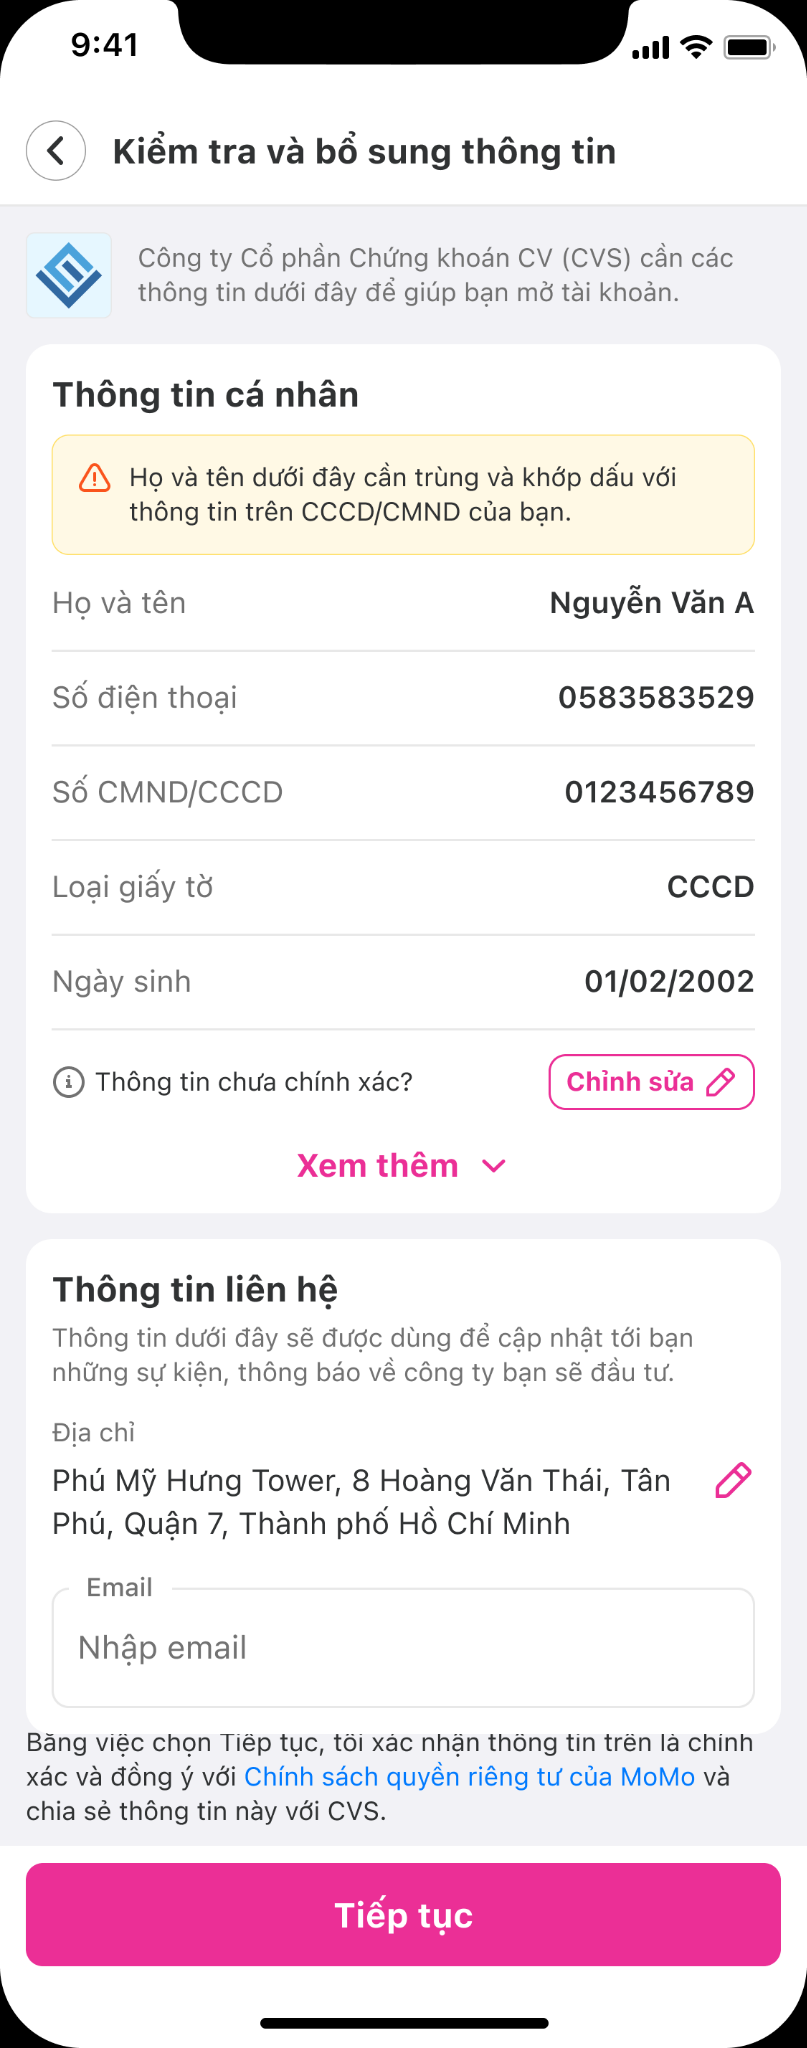 9:41
Kiểm tra và bổ sung thông tin
Công ty Cổ phần Chứng khoán CV (CVS) cần các
thông tin dưới đây để giúp bạn mở tài khoản.
Thông tin cá nhân
Họ và tên dưới đây cần trùng và khớp dấu với
thông tin trên CCCD/CMND của bạn.
Họ và tên Nguyễn Văn A
Số điện thoại 0583583529
Số CMND/CCCD 0123456789
Loại giấy tờ CCCD
Ngày sinh 01/02/2002
Thông tin chưa chính xác? Chỉnh sửa
Xem thêm
Thông tin liên hệ
Thông tin dưới đây sẽ được dùng để cập nhật tới bạn
những sự kiện, thông báo về công ty bạn sẽ đầu tư.
Địa chỉ
Phú Mỹ Hưng Tower, 8 Hoàng Văn Thái, Tân
Phú, Quận 7, Thành phố Hồ Chí Minh
Email
Nhập email
Bằng việc chọn Tiếp tục, tôi xác nhận thông tin trên là chính
xác và đồng ý với Chính sách quyền riêng tư của MoMo và
chia sẻ thông tin này với CVS.
Tiếp tục